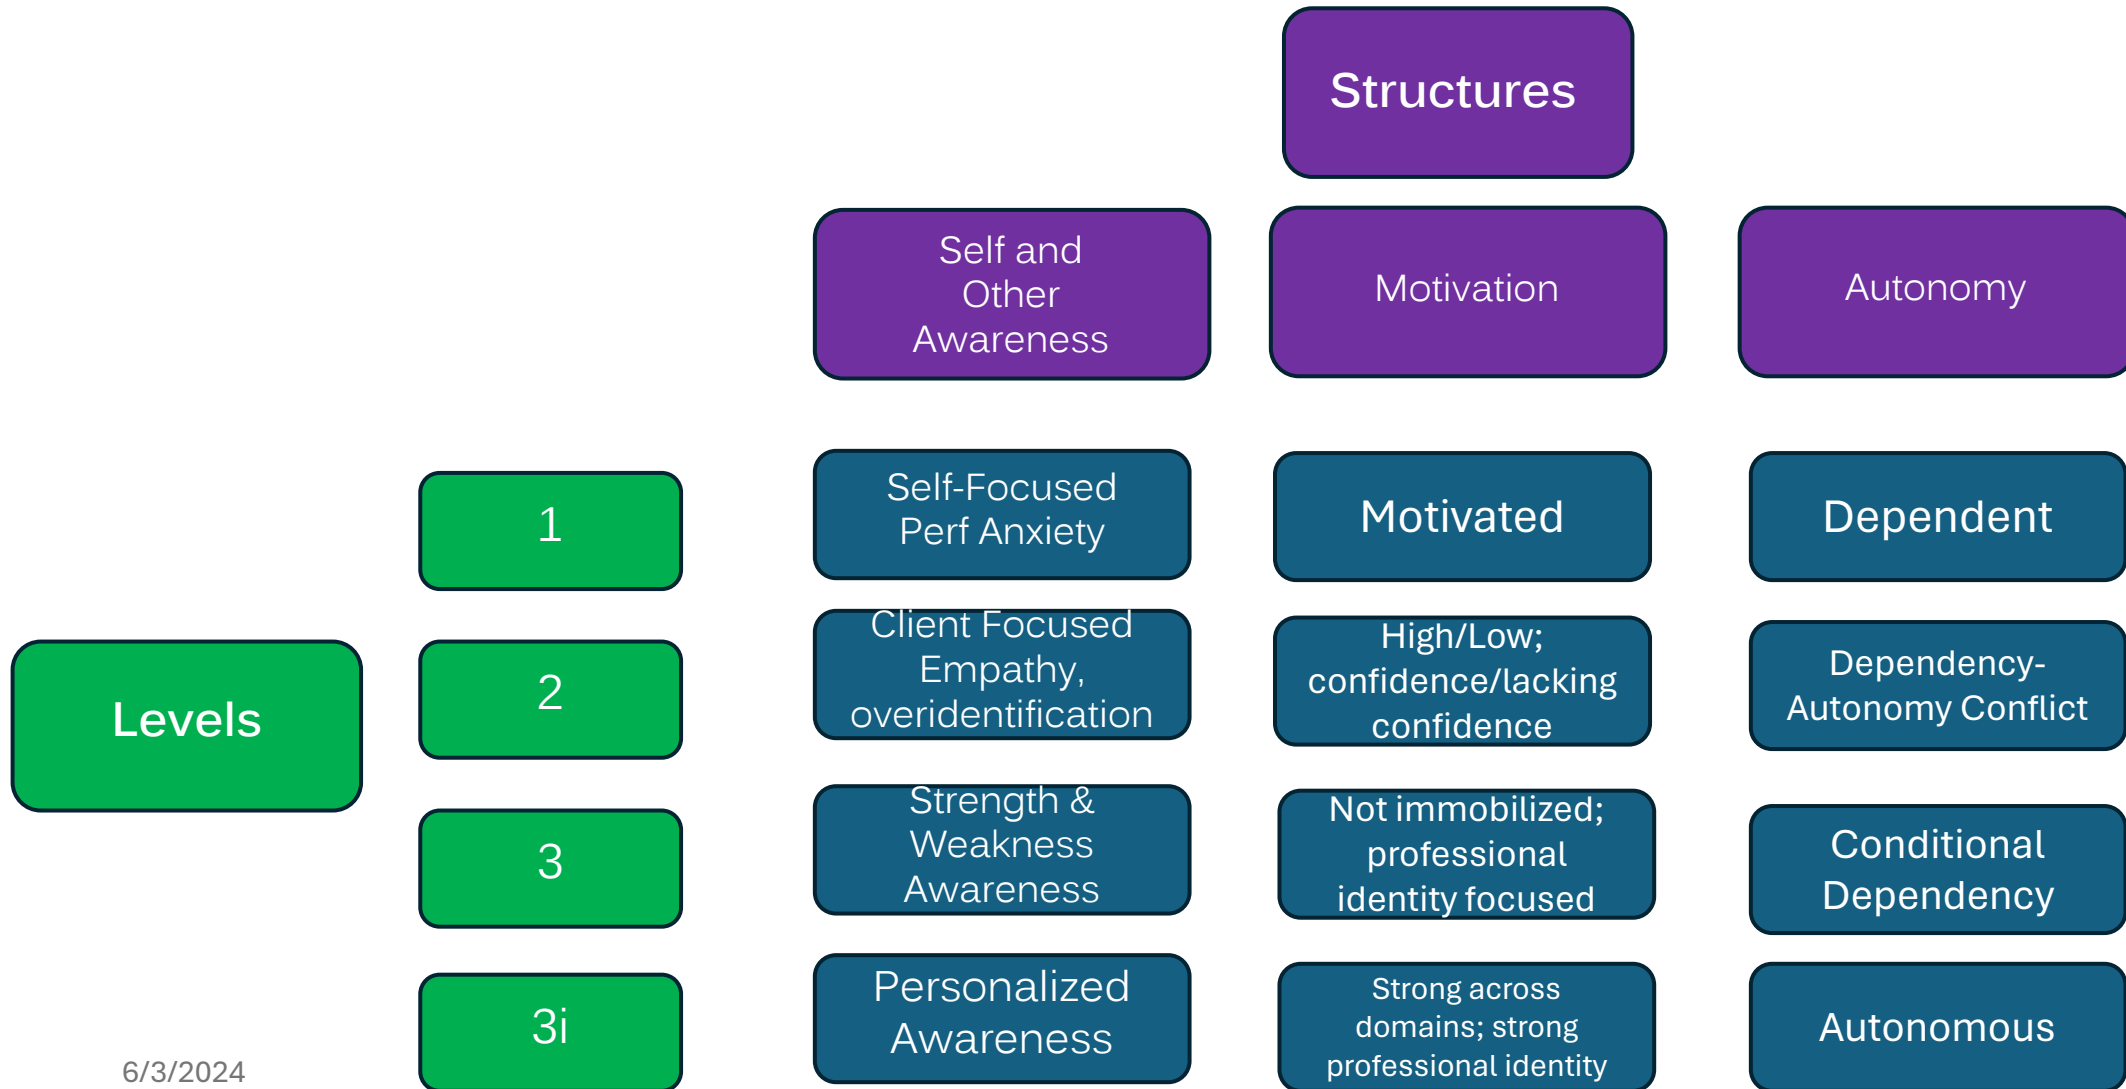 Structures
Self and
Other
Awareness
Motivation
Autonomy
Levels
1
Self-Focused
Perf Anxiety
Motivated
Dependent
2
Client Focused
Empathy,
overidentification
High/Low;
confidence/lacking
confidence
Dependency-
Autonomy Conflict
3
Strength &
Weakness
Awareness
Not immobilized;
professional
identity focused
Conditional
Dependency
3i
Personalized
Awareness
Strong across
domains; strong
professional identity
Autonomous
6/3/2024